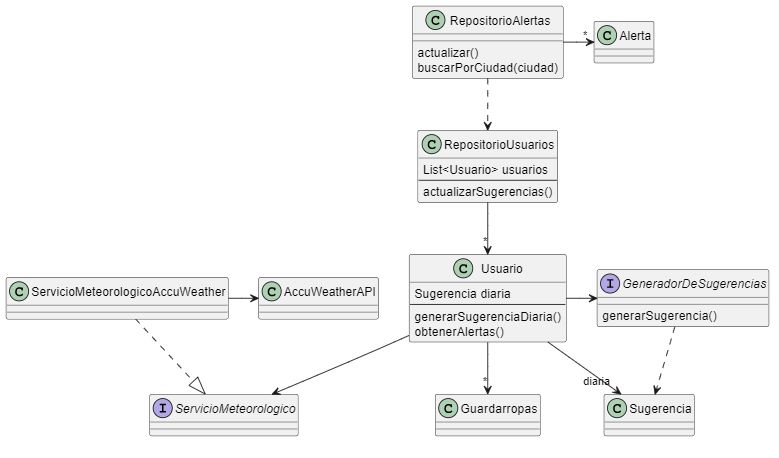 C RepositorioAlertas
actualizar()
buscarPorCiudad(ciudad)
*
C Alerta
C RepositorioUsuarios
List<Usuario> usuarios
actualizarSugerencias()
*
C ServicioMeteorologicoAccuWeather
C AccuWeatherAPI
C Usuario
Sugerencia diaria
generarSugerenciaDiaria()
obtenerAlertas()
I GeneradorDeSugerencias
generarSugerencia()
*
diaria
I ServicioMeteorologico
C Guardarropas
C Sugerencia